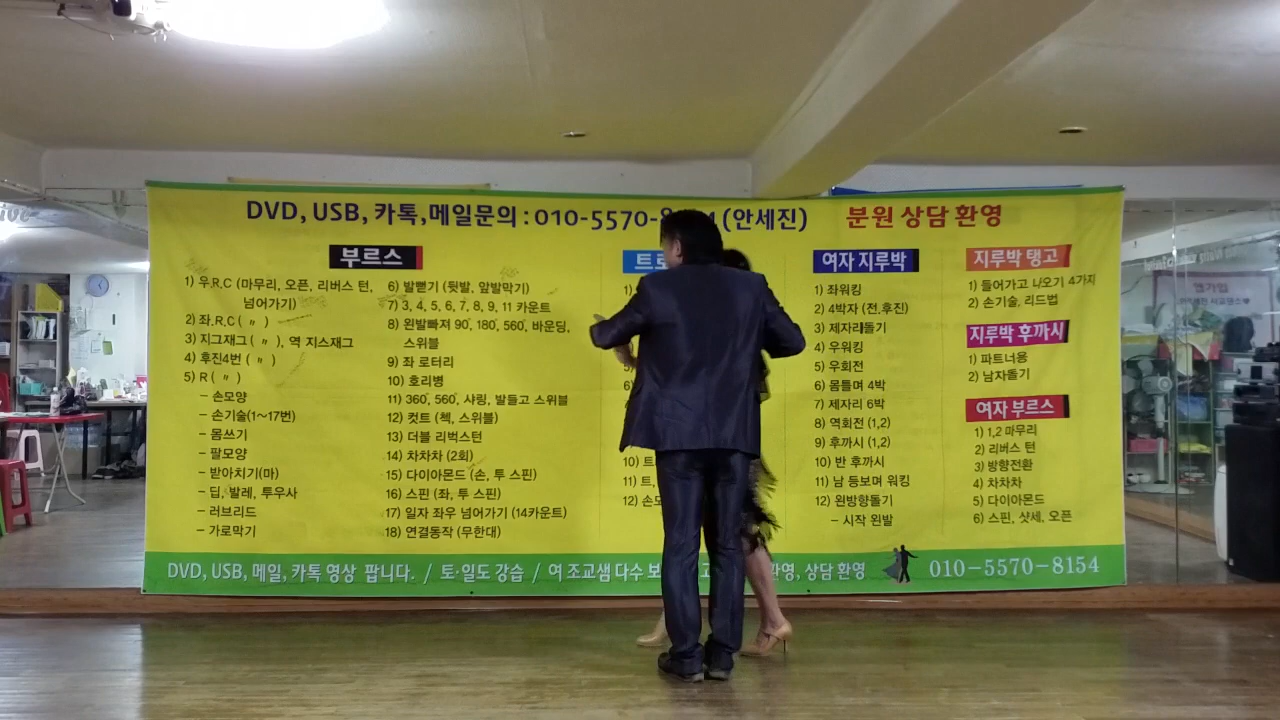 DVD, USB, 카톡,메일문의 : 010-5570-8154 (안세진) 분원 상담 환영
부르스
1) 우.R.C (마무리, 오픈, 리버스 턴,
넘어가기)
2) 좌.R.C ( 〃 )
3) 지그재그 ( 〃 ), 역 지스재그
4) 후진4번 ( 〃 )
5) R ( 〃 )
– 손모양
– 손기술(1~17번)
– 몸쓰기
– 팔모양
– 받아치기(마)
– 딥, 발레, 투우사
– 러브리드
– 가로막기
6) 발뻗기 (뒷발, 앞발막기)
7) 3, 4, 5, 6, 7, 8, 9, 11 카운트
8) 왼발빠져 90, 180, 560, 바운딩,
스위블
9) 좌 로터리
10) 호리병
11) 360, 560, 샤링, 발들고 스위블
12) 컷트 (첵, 스위블)
13) 더블 리벅스턴
14) 차차차 (2회)
15) 다이아몬드 (손, 투 스핀)
16) 스핀 (좌, 투 스핀)
17) 일자 좌우 넘어가기 (14카운트)
18) 연결동작 (무한대)
트로
1)
5)
6)
10) 트
11) 트,
12) 손모
여자 지루박
1) 좌워킹
2) 4박자 (전,후진)
3) 제자리돌기
4) 우워킹
5) 우회전
6) 몸틀며 4박
7) 제자리 6박
8) 역회전 (1,2)
9) 후까시 (1,2)
10) 반 후까시
11) 남 등보며 워킹
12) 왼방향돌기
– 시작 왼발
지루박 탱고
1) 들어가고 나오기 4가지
2) 손기술, 리드법
지루박 후까시
1) 파트너용
2) 남자돌기
여자 부르스
1) 1,2 마무리
2) 리버스 턴
3) 방향전환
4) 차차차
5) 다이아몬드
6) 스핀, 샷세, 오픈
DVD, USB, 메일, 카톡 영상 팝니다. / 토·일도 강습 / 여 조교샘 다수 보 환영, 상담 환영 010-5570-8154